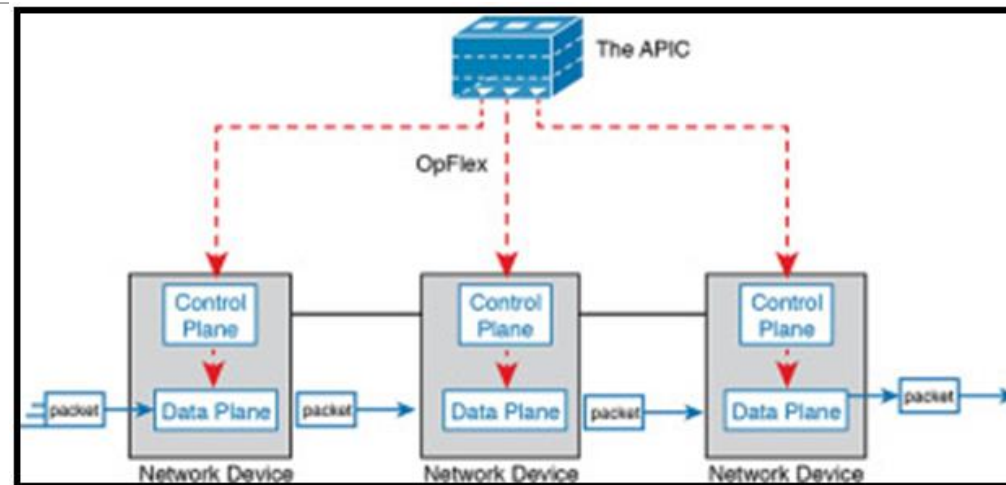 The APIC
OpFlex
Control
Plane
Control
Plane
Control
Plane
packet
Data Plane
packet
Data Plane
packet
Data Plane
packet
Network Device
Network Device
Network Device